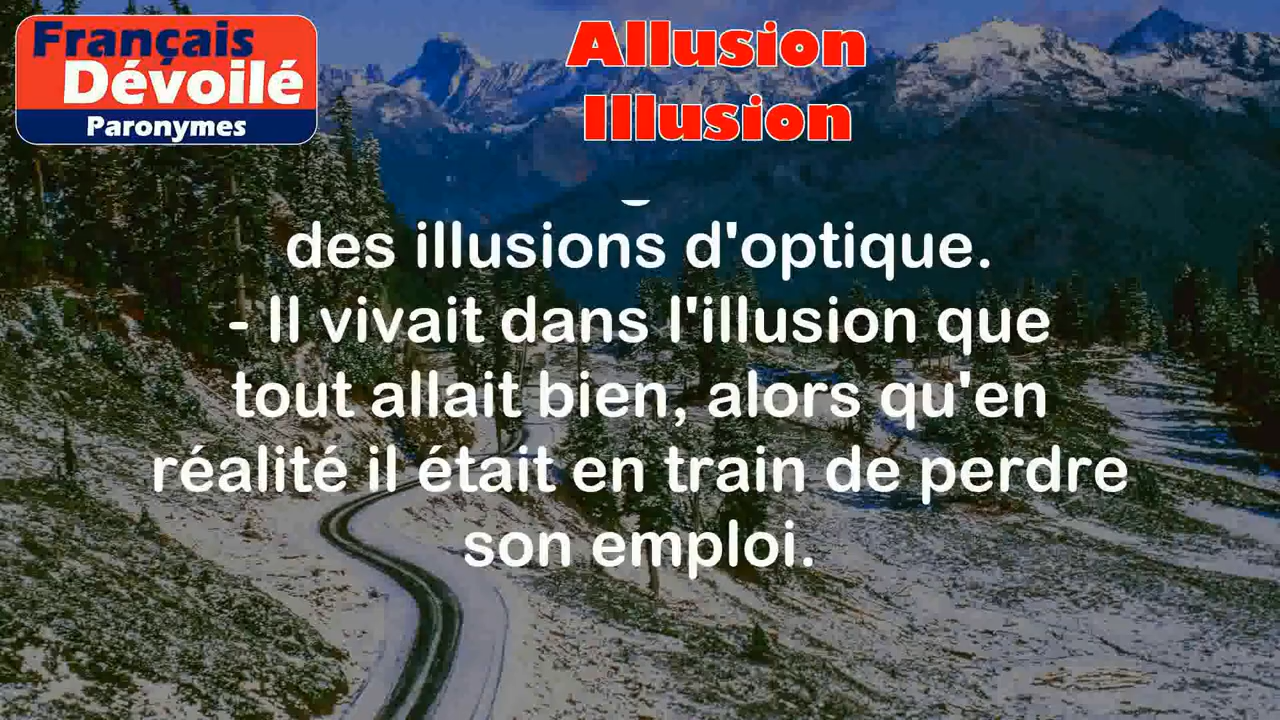 Français
Dévoilé
Paronymes
Allusion
Illusion
des illusions d'optique.
- Il vivait dans l'illusion que
tout allait bien, alors qu'en
réalité il était en train de perdre
son emploi.